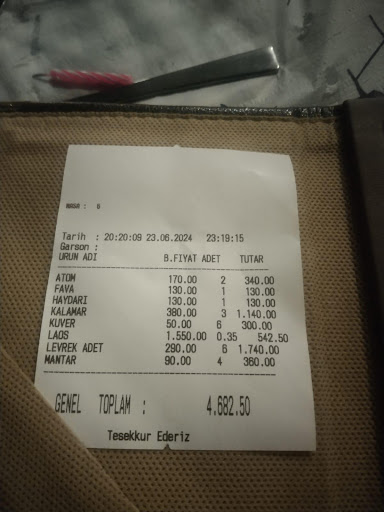 MASA : 6
Tarih : 20:20:09 23.06.2024 23:19:15
Garson :
URUN ADI B.FIYAT ADET TUTAR
ATOM 170.00 2 340.00
FAVA 130.00 1 130.00
HAYDARI 130.00 1 130.00
KALAMAR 380.00 3 1.140.00
KUVER 50.00 6 300.00
LAOS 1.550.00 0.35 542.50
LEVREK ADET 290.00 6 1.740.00
MANTAR 90.00 4 360.00
GENEL TOPLAM : 4.682.50
Tesekkur Ederiz